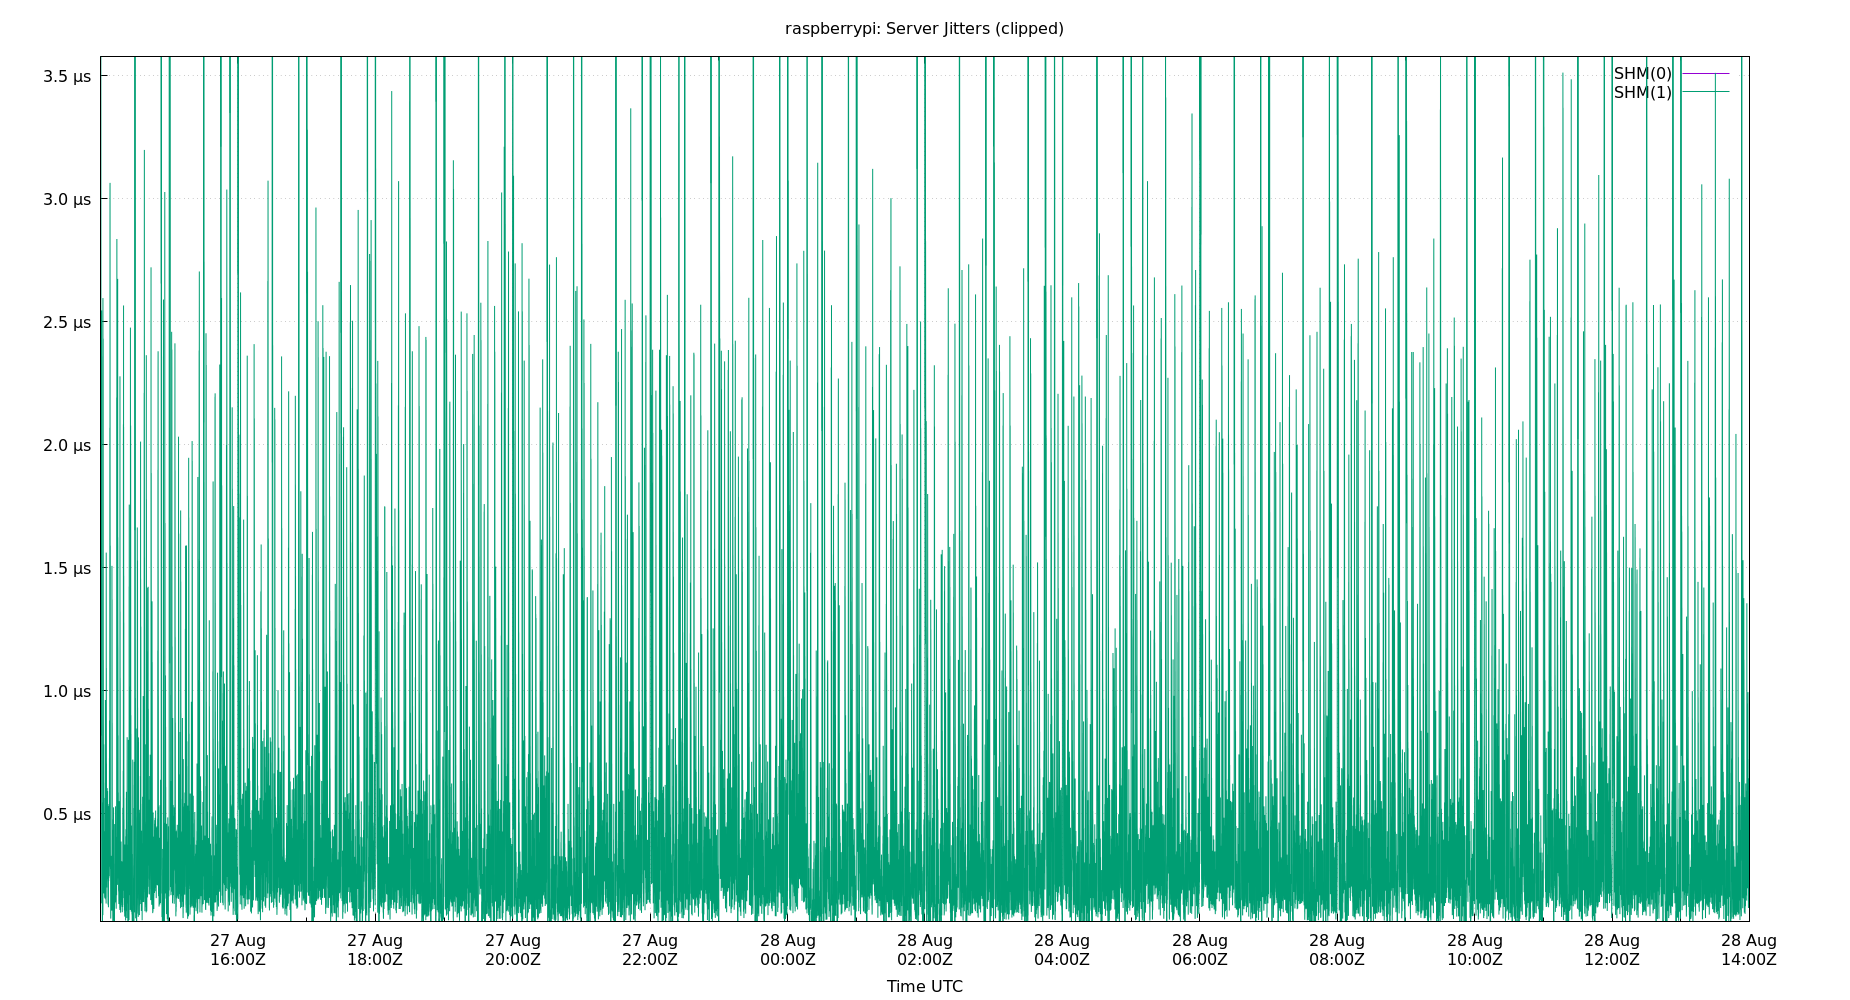 raspberrypi: Server Jitters (clipped)
3.5 µs
3.0 µs
2.5 µs
2.0 µs
1.5 µs
1.0 µs
0.5 µs
SHM(0)
SHM(1)
27 Aug 27 Aug 27 Aug 27 Aug 28 Aug 28 Aug 28 Aug 28 Aug 28 Aug 28 Aug 28 Aug 28 Aug
16:00Z 18:00Z 20:00Z 22:00Z 00:00Z 02:00Z 04:00Z 06:00Z 08:00Z 10:00Z 12:00Z 14:00Z
Time UTC